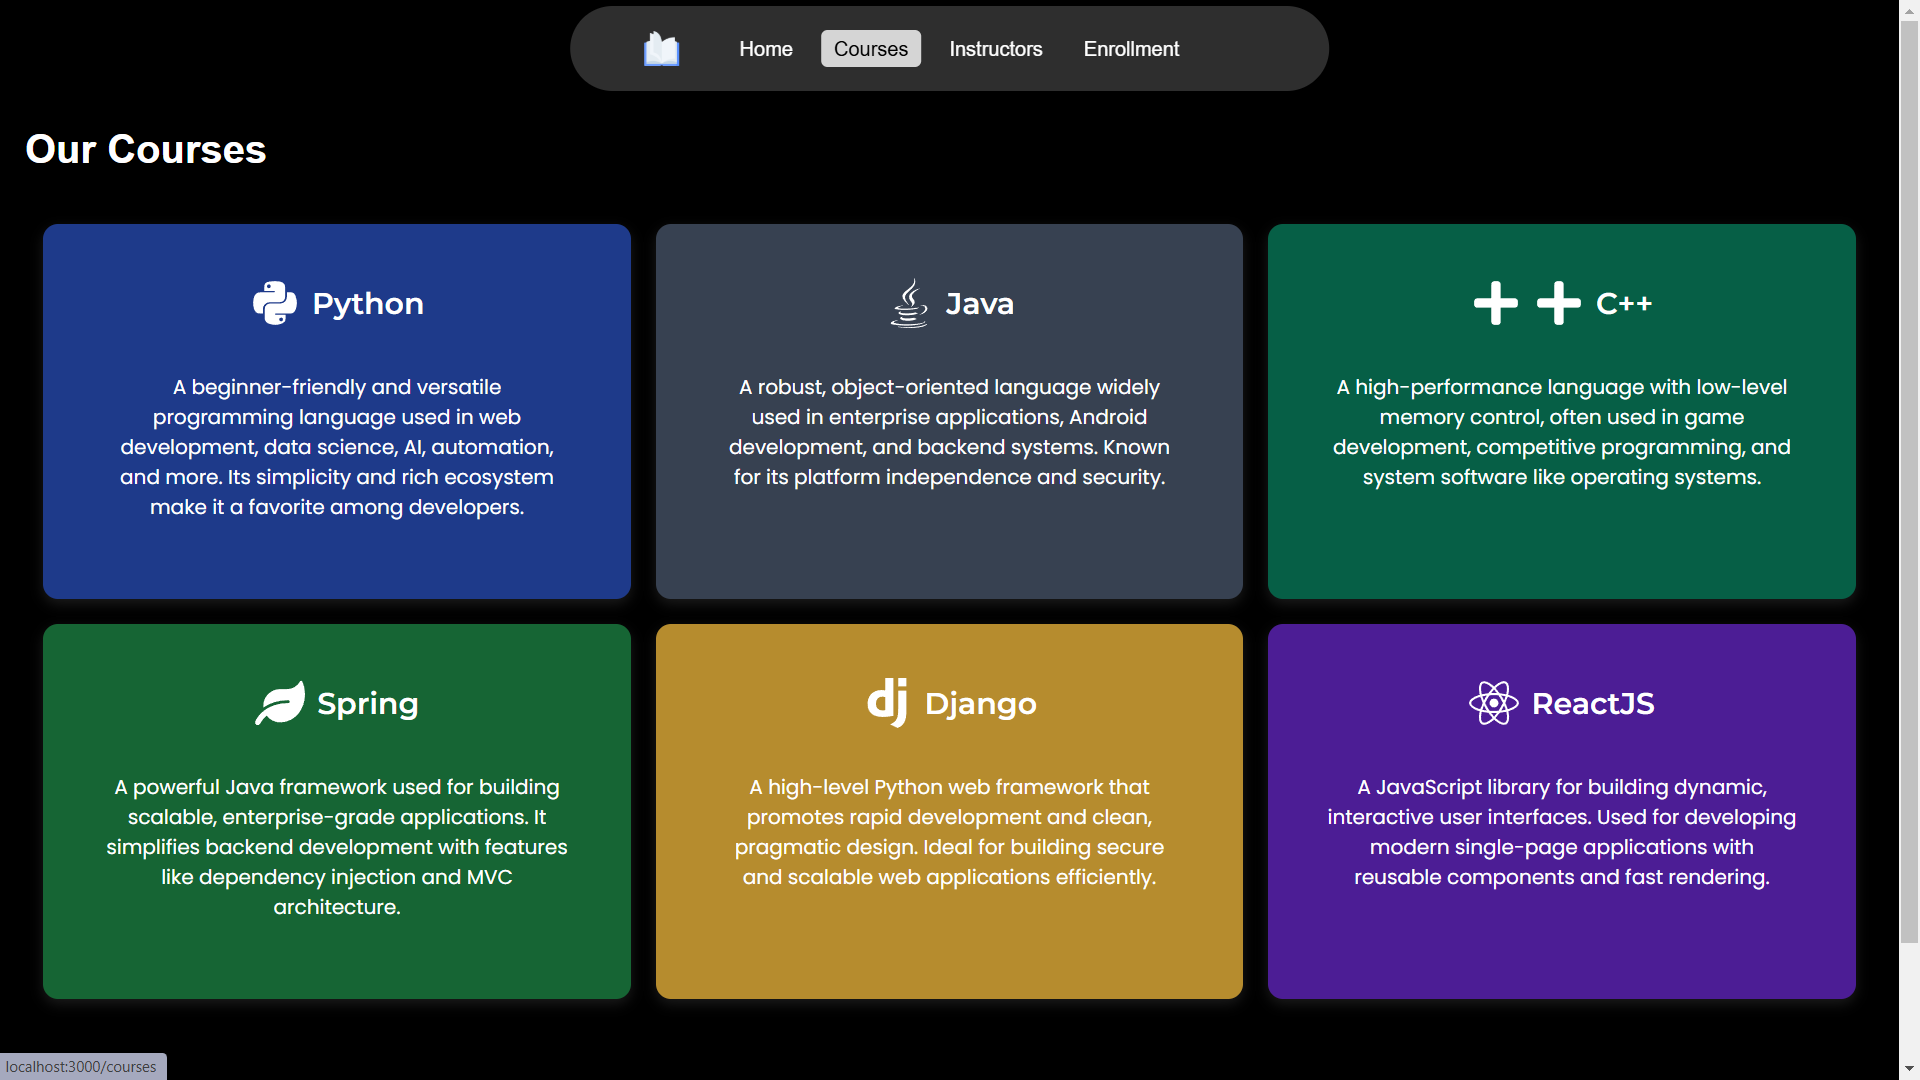 Home Courses Instructors Enrollment
Our Courses
Python
A beginner-friendly and versatile
programming language used in web
development, data science, AI, automation,
and more. Its simplicity and rich ecosystem
make it a favorite among developers.
Java
A robust, object-oriented language widely
used in enterprise applications, Android
development, and backend systems. Known
for its platform independence and security.
C++
A high-performance language with low-level
memory control, often used in game
development, competitive programming, and
system software like operating systems.
Spring
A powerful Java framework used for building
scalable, enterprise-grade applications. It
simplifies backend development with features
like dependency injection and MVC
architecture.
dj Django
A high-level Python web framework that
promotes rapid development and clean,
pragmatic design. Ideal for building secure
and scalable web applications efficiently.
ReactJS
A JavaScript library for building dynamic,
interactive user interfaces. Used for developing
modern single-page applications with
reusable components and fast rendering.
localhost:3000/courses